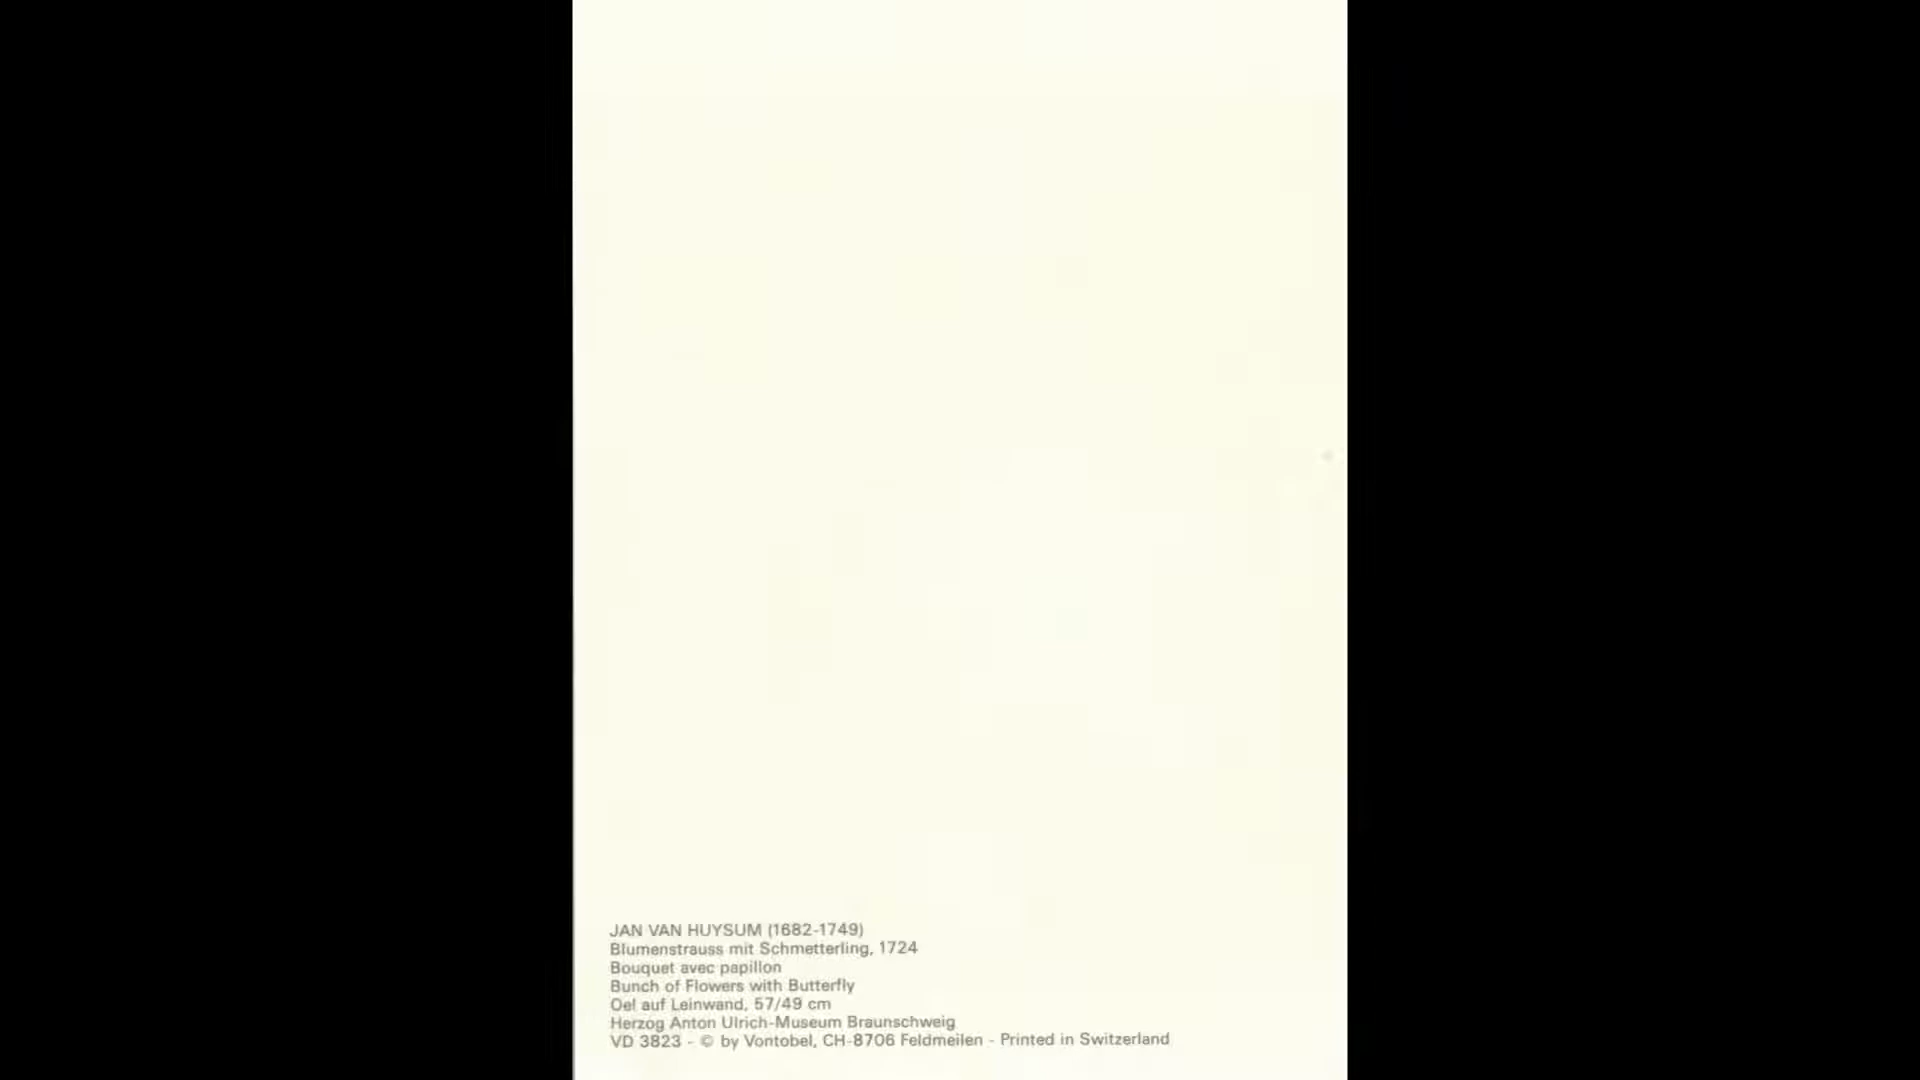 JAN VAN HUYSUM (1682-1749)
Blumenstrauss mit Schmetterling, 1724
Bouquet avec papillon
Bunch of Flowers with Butterfly
Oel auf Leinwand, 57/49 cm
Herzog Anton Ulrich-Museum Braunschweig
VD 3823 - © by Vontobel, CH-8706 Feldmeilen - Printed in Switzerland